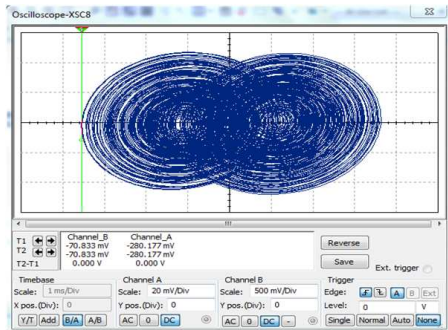 Oscilloscope-XSC8
Channel_B Channel_A
T1 -70.833 mV -280.177 mV
T2 -70.833 mV -280.177 mV
T2-T1 0.000 V 0.000 V
Reverse
Save
Ext. trigger
Timebase
Scale: 1 ms/Div
X pos.(Div): 0
Y/T Add B/A A/B
Channel A
Scale: 20 mV/Div
Y pos.(Div): 0
AC 0 DC
Channel B
Scale: 500 mV/Div
Y pos.(Div): 0
AC 0 DC -
Trigger
Edge: A B Ext
Level: 0 V
Single Normal Auto None